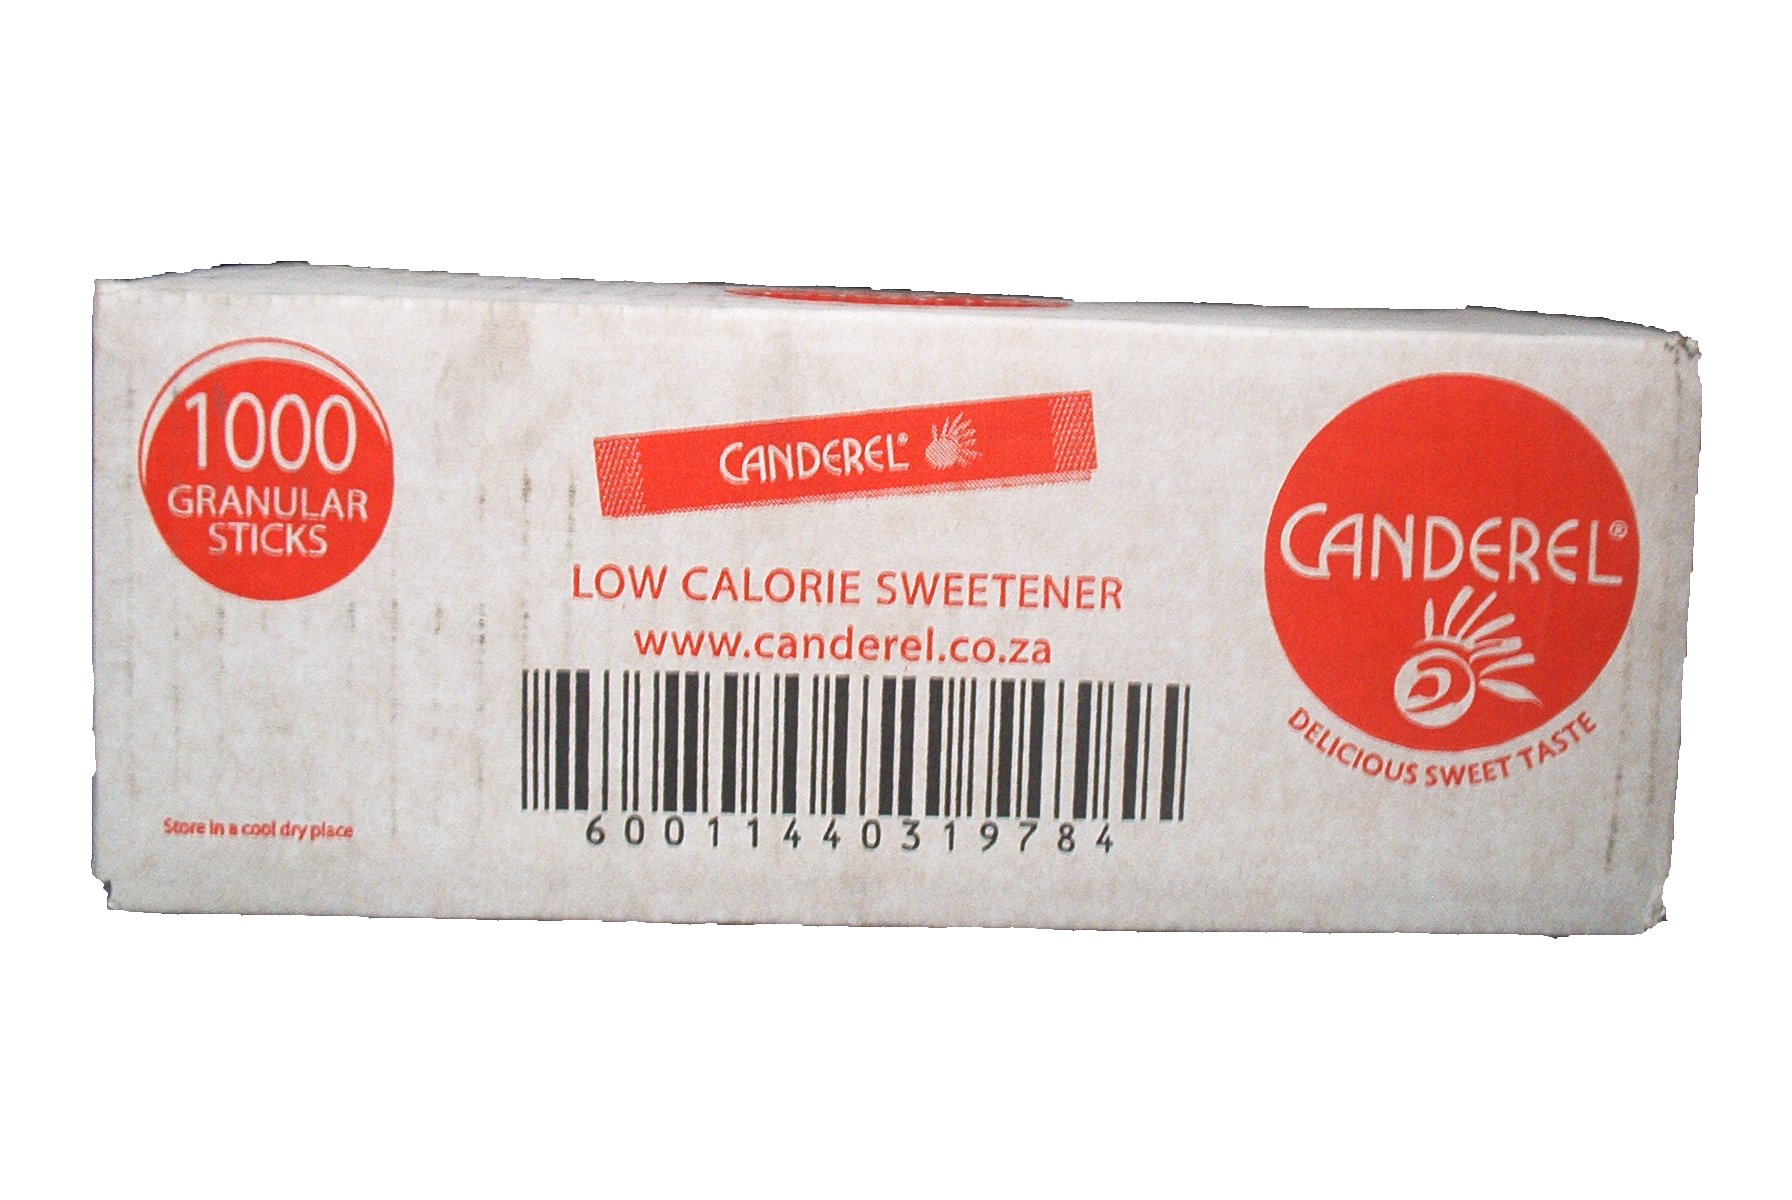 1000
GRANULAR
STICKS
CANDEREL®
LOW CALORIE SWEETENER
www.canderel.co.za
6001144031978​4
Store in a cool dry place
CANDEREL®
DELICIOUS SWEET TASTE